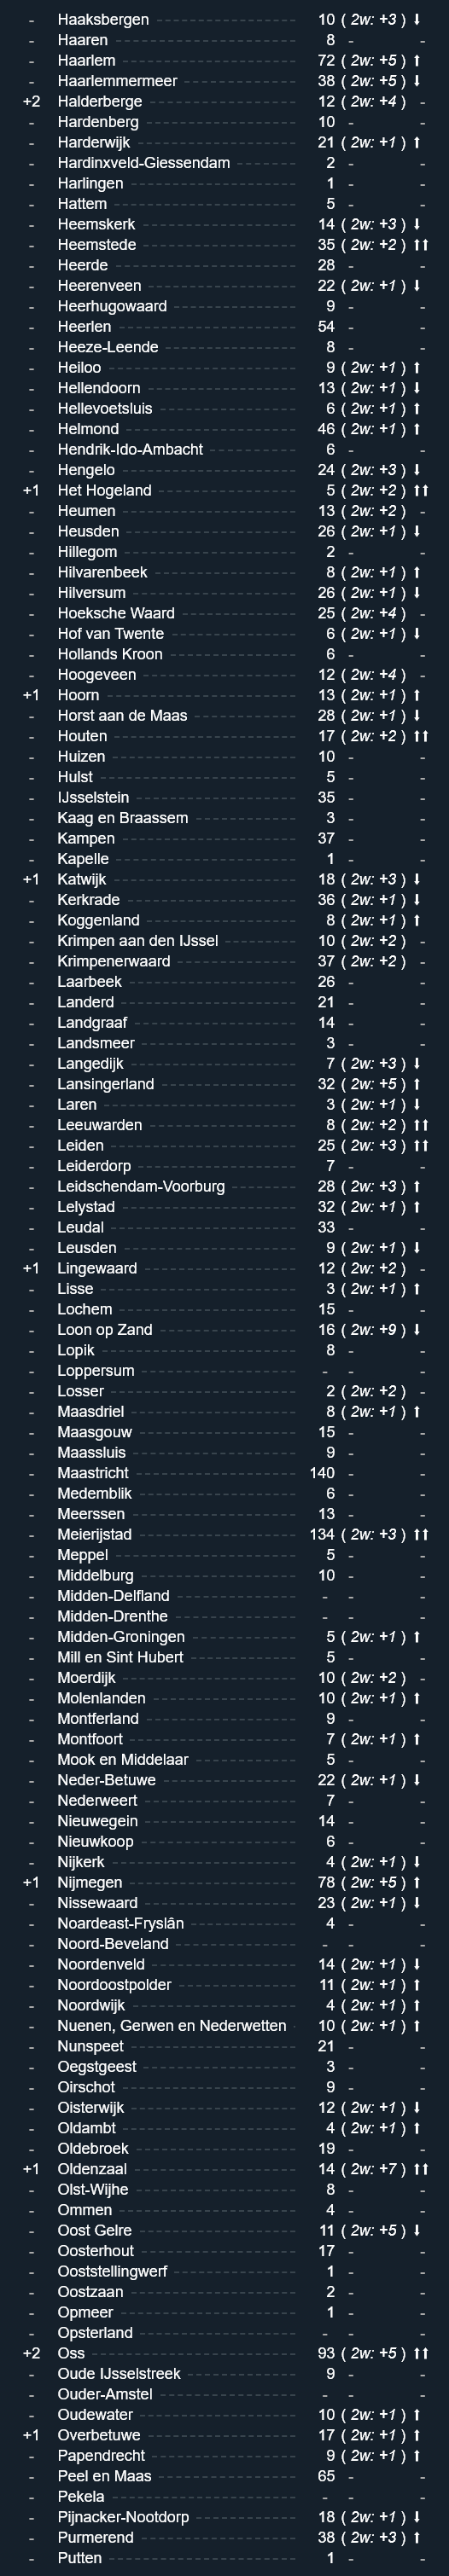 - Haaksbergen 10 ( 2w: +3 ) ⬇
- Haaren 8 - -
- Haarlem 72 ( 2w: +5 ) ⬆
- Haarlemmermeer 38 ( 2w: +5 ) ⬇
+2 Halderberge 12 ( 2w: +4 ) -
- Hardenberg 10 - -
- Harderwijk 21 ( 2w: +1 ) ⬆
- Hardinxveld-Giessendam 2 - -
- Harlingen 1 - -
- Hattem 5 - -
- Heemskerk 14 ( 2w: +3 ) ⬇
- Heemstede 35 ( 2w: +2 ) ⬆⬆
- Heerde 28 - -
- Heerenveen 22 ( 2w: +1 ) ⬇
- Heerhugowaard 9 - -
- Heerlen 54 - -
- Heeze-Leende 8 - -
- Heiloo 9 ( 2w: +1 ) ⬆
- Hellendoorn 13 ( 2w: +1 ) ⬇
- Hellevoetsluis 6 ( 2w: +1 ) ⬆
- Helmond 46 ( 2w: +1 ) ⬆
- Hendrik-Ido-Ambacht 6 - -
- Hengelo 24 ( 2w: +3 ) ⬇
+1 Het Hogeland 5 ( 2w: +2 ) ⬆⬆
- Heumen 13 ( 2w: +2 ) -
- Heusden 26 ( 2w: +1 ) ⬇
- Hillegom 2 - -
- Hilvarenbeek 8 ( 2w: +1 ) ⬆
- Hilversum 26 ( 2w: +1 ) ⬇
- Hoeksche Waard 25 ( 2w: +4 ) -
- Hof van Twente 6 ( 2w: +1 ) ⬇
- Hollands Kroon 6 - -
- Hoogeveen 12 ( 2w: +4 ) -
+1 Hoorn 13 ( 2w: +1 ) ⬆
- Horst aan de Maas 28 ( 2w: +1 ) ⬇
- Houten 17 ( 2w: +2 ) ⬆⬆
- Huizen 10 - -
- Hulst 5 - -
- IJsselstein 35 - -
- Kaag en Braassem 3 - -
- Kampen 37 - -
- Kapelle 1 - -
+1 Katwijk 18 ( 2w: +3 ) ⬇
- Kerkrade 36 ( 2w: +1 ) ⬇
- Koggenland 8 ( 2w: +1 ) ⬆
- Krimpen aan den IJssel 10 ( 2w: +2 ) -
- Krimpenerwaard 37 ( 2w: +2 ) -
- Laarbeek 26 - -
- Landerd 21 - -
- Landgraaf 14 - -
- Landsmeer 3 - -
- Langedijk 7 ( 2w: +3 ) ⬇
- Lansingerland 32 ( 2w: +5 ) ⬆
- Laren 3 ( 2w: +1 ) ⬇
- Leeuwarden 8 ( 2w: +2 ) ⬆⬆
- Leiden 25 ( 2w: +3 ) ⬆⬆
- Leiderdorp 7 - -
- Leidschendam-Voorburg 28 ( 2w: +3 ) ⬆
- Lelystad 32 ( 2w: +1 ) ⬆
- Leudal 33 - -
- Leusden 9 ( 2w: +1 ) ⬇
+1 Lingewaard 12 ( 2w: +2 ) -
- Lisse 3 ( 2w: +1 ) ⬆
- Lochem 15 - -
- Loon op Zand 16 ( 2w: +9 ) ⬇
- Lopik 8 - -
- Loppersum - - -
- Losser 2 ( 2w: +2 ) -
- Maasdriel 8 ( 2w: +1 ) ⬆
- Maasgouw 15 - -
- Maassluis 9 - -
- Maastricht 140 - -
- Medemblik 6 - -
- Meerssen 13 - -
- Meierijstad 134 ( 2w: +3 ) ⬆⬆
- Meppel 5 - -
- Middelburg 10 - -
- Midden-Delfland - - -
- Midden-Drenthe - - -
- Midden-Groningen 5 ( 2w: +1 ) ⬆
- Mill en Sint Hubert 5 - -
- Moerdijk 10 ( 2w: +2 ) -
- Molenlanden 10 ( 2w: +1 ) ⬆
- Montferland 9 - -
- Montfoort 7 ( 2w: +1 ) ⬆
- Mook en Middelaar 5 - -
- Neder-Betuwe 22 ( 2w: +1 ) ⬇
- Nederweert 7 - -
- Nieuwegein 14 - -
- Nieuwkoop 6 - -
- Nijkerk 4 ( 2w: +1 ) ⬇
+1 Nijmegen 78 ( 2w: +5 ) ⬆
- Nissewaard 23 ( 2w: +1 ) ⬇
- Noardeast-Fryslân 4 - -
- Noord-Beveland - - -
- Noordenveld 14 ( 2w: +1 ) ⬇
- Noordoostpolder 11 ( 2w: +1 ) ⬆
- Noordwijk 4 ( 2w: +1 ) ⬆
- Nuenen, Gerwen en Nederwetten 10 ( 2w: +1 ) ⬆
- Nunspeet 21 - -
- Oegstgeest 3 - -
- Oirschot 9 - -
- Oisterwijk 12 ( 2w: +1 ) ⬇
- Oldambt 4 ( 2w: +1 ) ⬆
- Oldebroek 19 - -
+1 Oldenzaal 14 ( 2w: +7 ) ⬆⬆
- Olst-Wijhe 8 - -
- Ommen 4 - -
- Oost Gelre 11 ( 2w: +5 ) ⬇
- Oosterhout 17 - -
- Ooststellingwerf 1 - -
- Oostzaan 2 - -
- Opmeer 1 - -
- Opsterland - - -
+2 Oss 93 ( 2w: +5 ) ⬆⬆
- Oude IJsselstreek 9 - -
- Ouder-Amstel - - -
- Oudewater 10 ( 2w: +1 ) ⬆
+1 Overbetuwe 17 ( 2w: +1 ) ⬆
- Papendrecht 9 ( 2w: +1 ) ⬆
- Peel en Maas 65 - -
- Pekela - - -
- Pijnacker-Nootdorp 18 ( 2w: +1 ) ⬇
- Purmerend 38 ( 2w: +3 ) ⬆
- Putten 1 - -